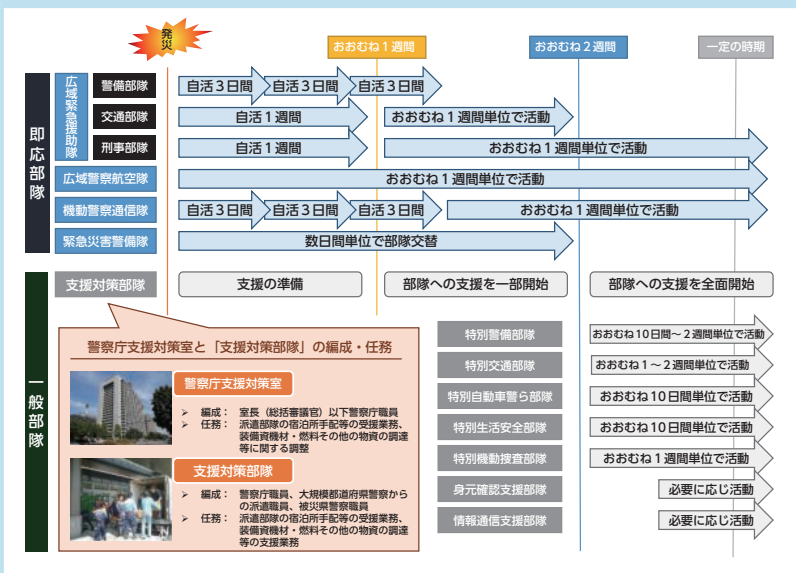 発災
おおむね1週間
おおむね2週間
一定の時期
即応部隊
広域緊急援助隊
警備部隊
自活3日間
自活3日間
自活3日間
交通部隊
自活1週間
おおむね1週間単位で活動
刑事部隊
自活1週間
おおむね1週間単位で活動
広域警察航空隊
おおむね1週間単位で活動
機動警察通信隊
自活3日間
自活3日間
自活3日間
おおむね1週間単位で活動
緊急災害警備隊
数日間単位で部隊交替
一般部隊
支援対策部隊
支援の準備
部隊への支援を一部開始
部隊への支援を全面開始
警察庁支援対策室と「支援対策部隊」の編成・任務
警察庁支援対策室
➢ 編成： 室長（総括審議官）以下警察庁職員
➢ 任務： 派遣部隊の宿泊所手配等の受援業務、
装備資機材・燃料その他の物資の調達
等に関する調整
支援対策部隊
➢ 編成： 警察庁職員、大規模都道府県警察から
の派遣職員、被災県警察職員
➢ 任務： 派遣部隊の宿泊所手配等の受援業務、
装備資機材・燃料その他の物資の調達
等の支援業務
特別警備部隊
おおむね10日間～2週間単位で活動
特別交通部隊
おおむね1～2週間単位で活動
特別自動車警ら部隊
おおむね10日間単位で活動
特別生活安全部隊
おおむね10日間単位で活動
特別機動捜査部隊
おおむね1週間単位で活動
身元確認支援部隊
必要に応じ活動
情報通信支援部隊
必要に応じ活動